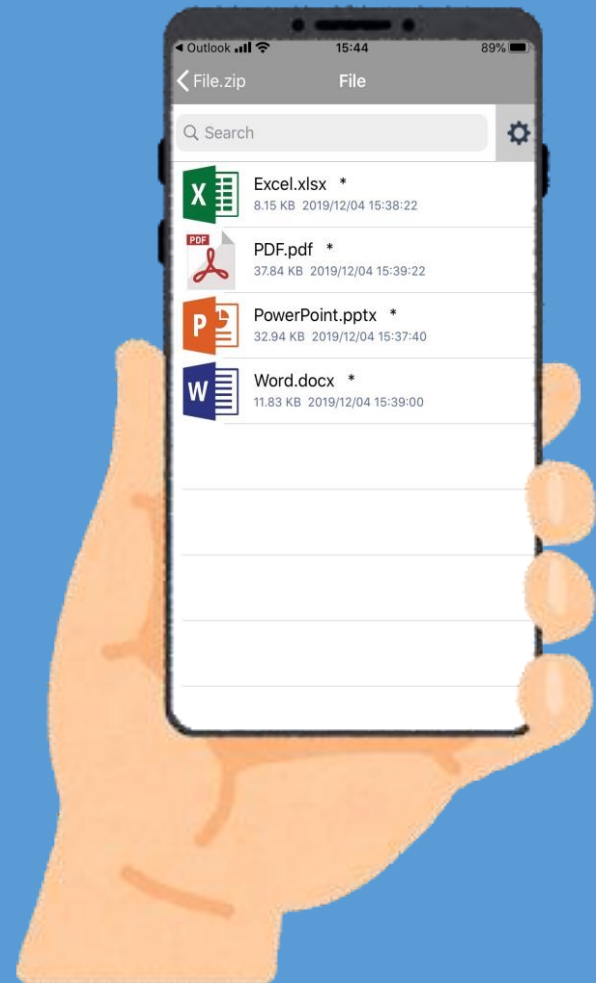 Outlook 15:44 89%
File.zip File
Search
X
Excel.xlsx *
8.15 KB 2019/12/04 15:38:22
PDF
PDF.pdf *
37.84 KB 2019/12/04 15:39:22
P
PowerPoint.pptx *
32.94 KB 2019/12/04 15:37:40
W
Word.docx *
11.83 KB 2019/12/04 15:39:00